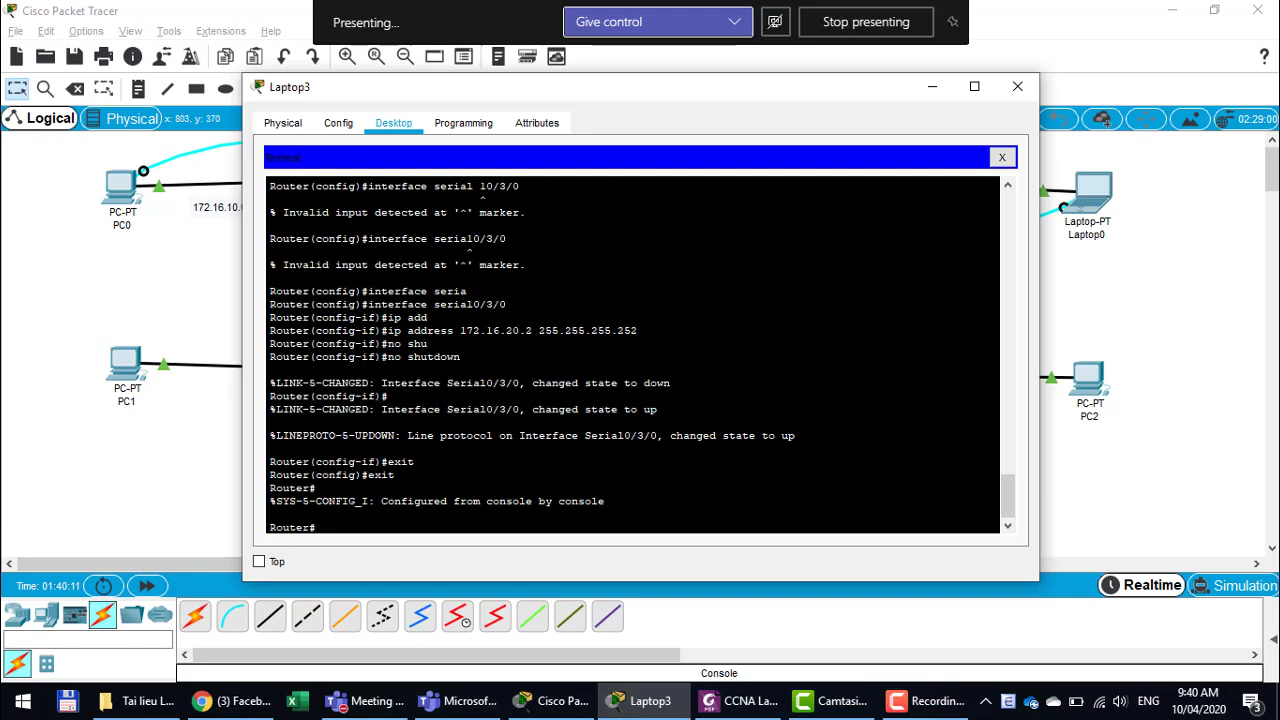 Cisco Packet Tracer
Presenting...
Give control
Stop presenting
File Edit Options View Tools Extensions Help
Logical
Physical
x: 803, y: 370
02:29:00
Laptop3
Physical Config Desktop Programming Attributes
Terminal
X
Router(config)#interface serial 10/3/0
^
% Invalid input detected at '^' marker.
Router(config)#interface serial0/3/0
^
% Invalid input detected at '^' marker.
Router(config)#interface seria
Router(config)#interface serial0/3/0
Router(config-if)#ip add
Router(config-if)#ip address 172.16.20.2 255.255.255.252
Router(config-if)#no shu
Router(config-if)#no shutdown
%LINK-5-CHANGED: Interface Serial0/3/0, changed state to down
Router(config-if)#
%LINK-5-CHANGED: Interface Serial0/3/0, changed state to up
%LINEPROTO-5-UPDOWN: Line protocol on Interface Serial0/3/0, changed state to up
Router(config-if)#exit
Router(config)#exit
Router#
%SYS-5-CONFIG_I: Configured from console by console
Router#
Top
PC-PT
PC0
172.16.10.
PC-PT
PC1
Laptop-PT
Laptop0
PC-PT
PC2
Time: 01:40:11
Realtime
Simulation
Console
Tai lieu L...
(3) Faceb...
Meeting ...
Microsof...
Cisco Pa...
Laptop3
CCNA La...
Camtasi...
Recordin...
ENG
9:40 AM
10/04/2020
3